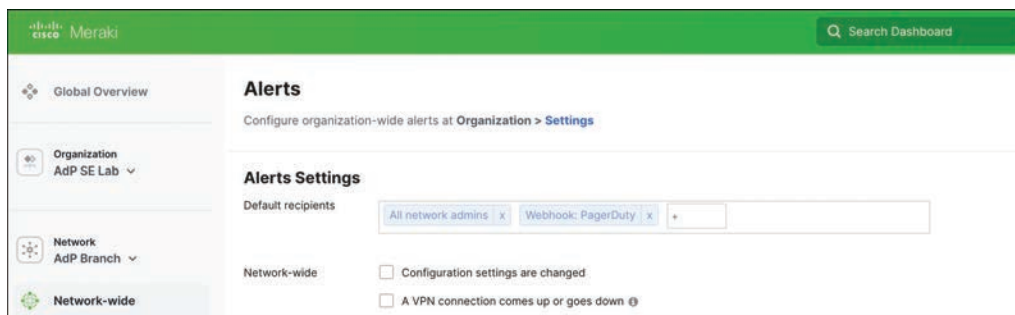 cisco Meraki
Search Dashboard
Global Overview
Organization
AdP SE Lab
Network
AdP Branch
Network-wide
Alerts
Configure organization-wide alerts at Organization > Settings
Alerts Settings
Default recipients
All network admins x Webhook: PagerDuty x +
Network-wide
Configuration settings are changed
A VPN connection comes up or goes down